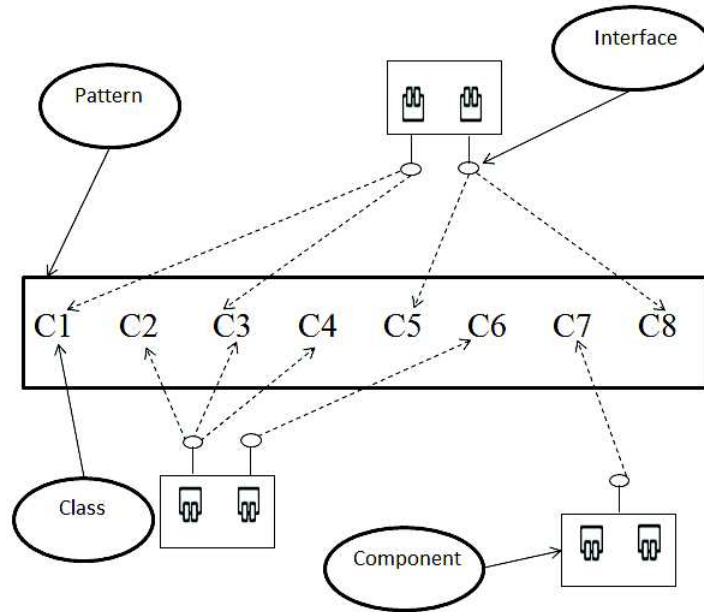 Interface
Pattern
C1 C2 C3 C4 C5 C6 C7 C8
Class
Component